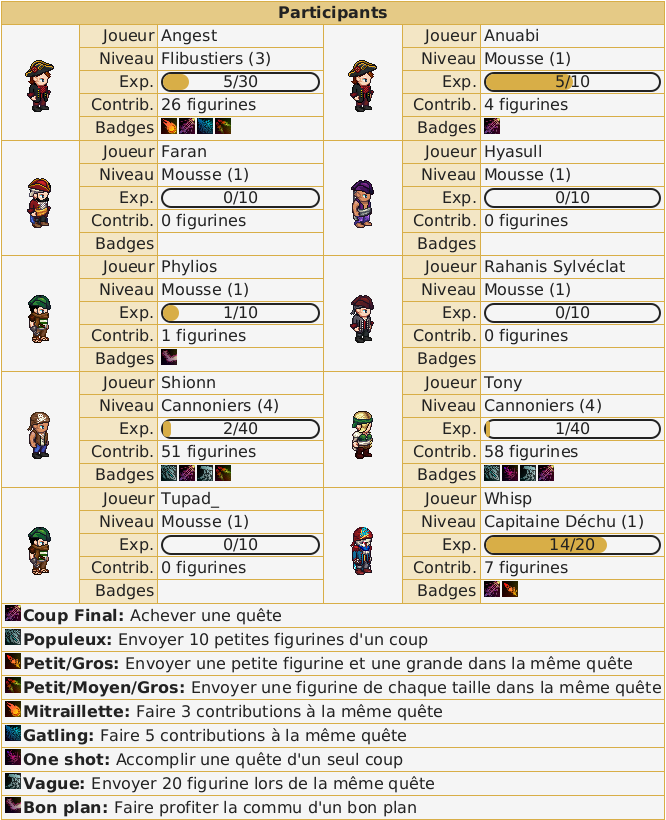 Participants
Joueur Angest
Niveau Flibustiers (3)
Exp. 5/30
Contrib. 26 figurines
Badges
Joueur Anuabi
Niveau Mousse (1)
Exp. 5/10
Contrib. 4 figurines
Badges
Joueur Faran
Niveau Mousse (1)
Exp. 0/10
Contrib. 0 figurines
Badges
Joueur Hyasull
Niveau Mousse (1)
Exp. 0/10
Contrib. 0 figurines
Badges
Joueur Phylios
Niveau Mousse (1)
Exp. 1/10
Contrib. 1 figurines
Badges
Joueur Rahanis Sylvéclat
Niveau Mousse (1)
Exp. 0/10
Contrib. 0 figurines
Badges
Joueur Shionn
Niveau Cannoniers (4)
Exp. 2/40
Contrib. 51 figurines
Badges
Joueur Tony
Niveau Cannoniers (4)
Exp. 1/40
Contrib. 58 figurines
Badges
Joueur Tupad_
Niveau Mousse (1)
Exp. 0/10
Contrib. 0 figurines
Badges
Joueur Whisp
Niveau Capitaine Déchu (1)
Exp. 14/20
Contrib. 7 figurines
Badges
Coup Final: Achever une quête
Populeux: Envoyer 10 petites figurines d'un coup
Petit/Gros: Envoyer une petite figurine et une grande dans la même quête
Petit/Moyen/Gros: Envoyer une figurine de chaque taille dans la même quête
Mitraillette: Faire 3 contributions à la même quête
Gatling: Faire 5 contributions à la même quête
One shot: Accomplir une quête d'un seul coup
Vague: Envoyer 20 figurine lors de la même quête
Bon plan: Faire profiter la commu d'un bon plan